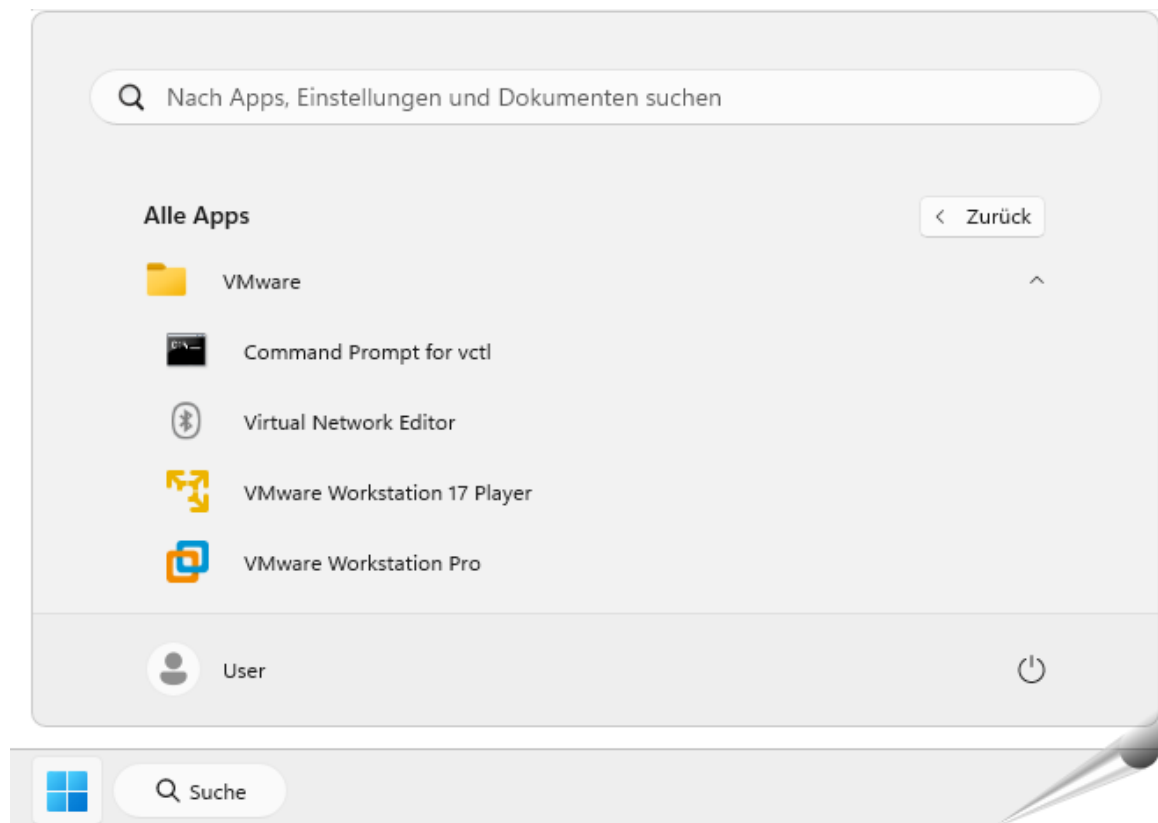 Nach Apps, Einstellungen und Dokumenten suchen
Alle Apps
Zurück
VMware
Command Prompt for vctl
Virtual Network Editor
VMware Workstation 17 Player
VMware Workstation Pro
User
Suche